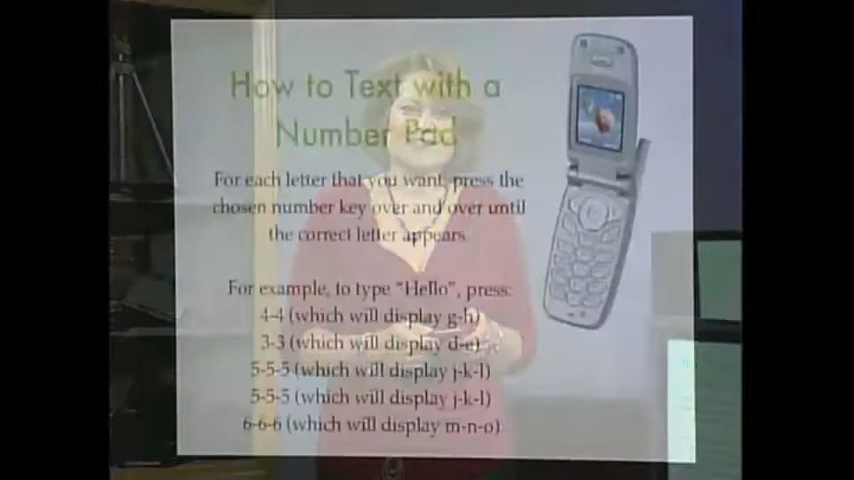 How to Text with a
Number Pad
For each letter that you want, press the
chosen number key over and over until
the correct letter appears.
For example, to type “Hello”, press:
4-4 (which will display g-h)
3-3 (which will display d-e)
5-5-5 (which will display j-k-l)
5-5-5 (which will display j-k-l)
6-6-6 (which will display m-n-o)